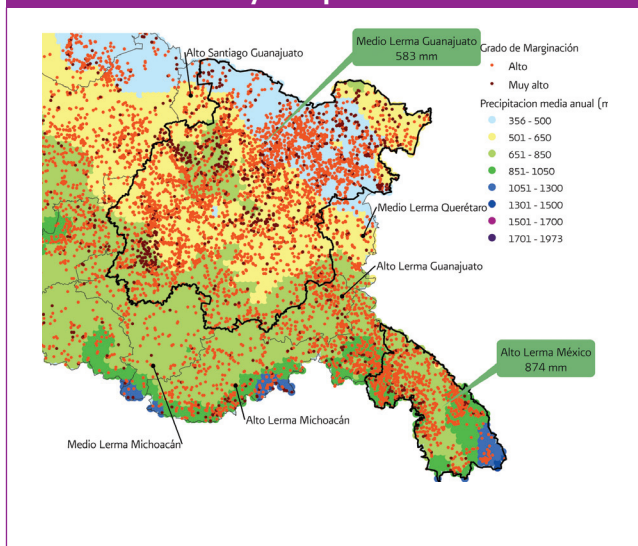 Alto Santiago Guanajuato
Medio Lerma Guanajuato
583 mm
Grado de Marginación
Alto
Muy alto
Precipitacion media anual (m
356 - 500
501 - 650
651 - 850
851- 1050
1051 - 1300
1301 - 1500
1501 - 1700
1701 - 1973
Medio Lerma Querétaro
Alto Lerma Guanajuato
Alto Lerma México
874 mm
Alto Lerma Michoacán
Medio Lerma Michoacán